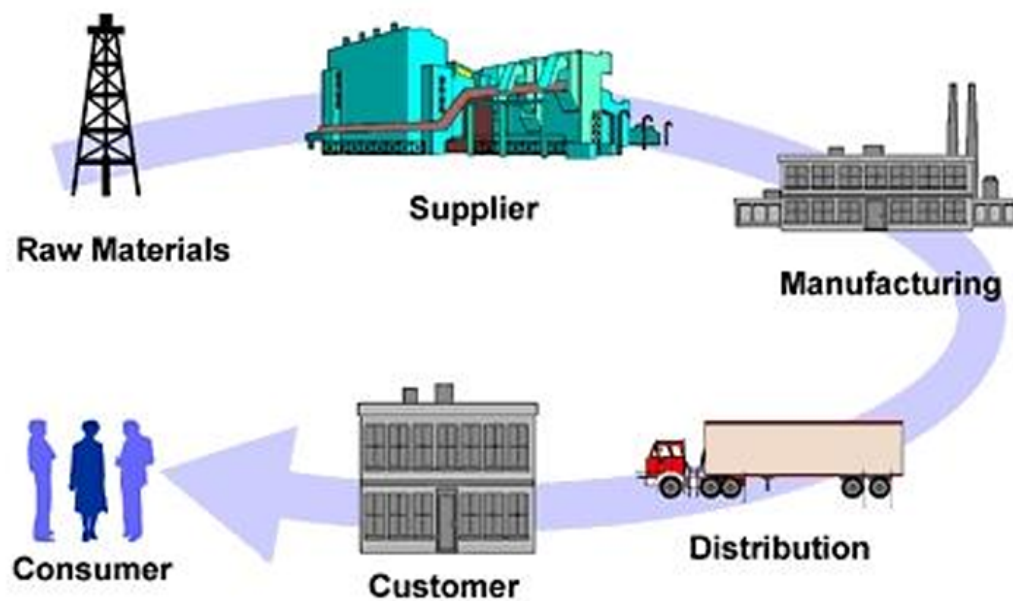 Raw Materials
Supplier
Manufacturing
Distribution
Customer
Consumer